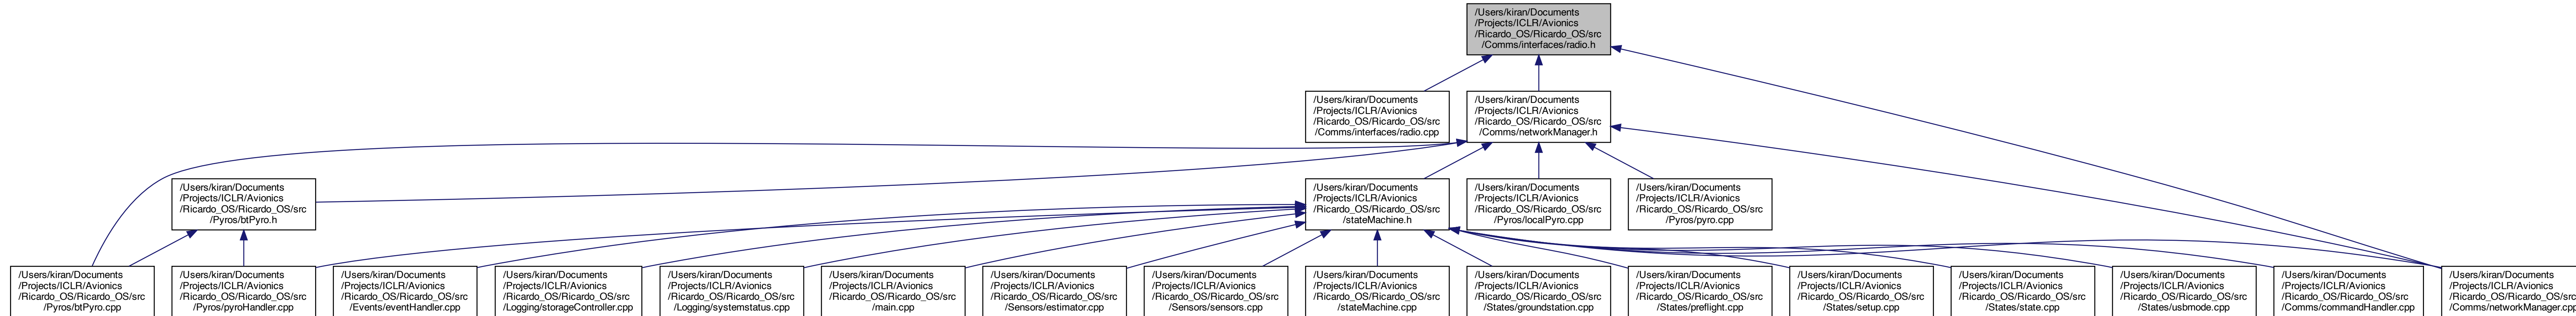 /Users/kiran/Documents
/Projects/ICLR/Avionics
/Ricardo_OS/Ricardo_OS/src
/Comms/interfaces/radio.h
/Users/kiran/Documents
/Projects/ICLR/Avionics
/Ricardo_OS/Ricardo_OS/src
/Comms/interfaces/radio.cpp
/Users/kiran/Documents
/Projects/ICLR/Avionics
/Ricardo_OS/Ricardo_OS/src
/Comms/networkManager.h
/Users/kiran/Documents
/Projects/ICLR/Avionics
/Ricardo_OS/Ricardo_OS/src
/Pyros/btPyro.h
/Users/kiran/Documents
/Projects/ICLR/Avionics
/Ricardo_OS/Ricardo_OS/src
/stateMachine.h
/Users/kiran/Documents
/Projects/ICLR/Avionics
/Ricardo_OS/Ricardo_OS/src
/Pyros/localPyro.cpp
/Users/kiran/Documents
/Projects/ICLR/Avionics
/Ricardo_OS/Ricardo_OS/src
/Pyros/pyro.cpp
/Users/kiran/Documents
/Projects/ICLR/Avionics
/Ricardo_OS/Ricardo_OS/src
/Pyros/btPyro.cpp
/Users/kiran/Documents
/Projects/ICLR/Avionics
/Ricardo_OS/Ricardo_OS/src
/Pyros/pyroHandler.cpp
/Users/kiran/Documents
/Projects/ICLR/Avionics
/Ricardo_OS/Ricardo_OS/src
/Events/eventHandler.cpp
/Users/kiran/Documents
/Projects/ICLR/Avionics
/Ricardo_OS/Ricardo_OS/src
/Logging/storageController.cpp
/Users/kiran/Documents
/Projects/ICLR/Avionics
/Ricardo_OS/Ricardo_OS/src
/Logging/systemstatus.cpp
/Users/kiran/Documents
/Projects/ICLR/Avionics
/Ricardo_OS/Ricardo_OS/src
/main.cpp
/Users/kiran/Documents
/Projects/ICLR/Avionics
/Ricardo_OS/Ricardo_OS/src
/Sensors/estimator.cpp
/Users/kiran/Documents
/Projects/ICLR/Avionics
/Ricardo_OS/Ricardo_OS/src
/Sensors/sensors.cpp
/Users/kiran/Documents
/Projects/ICLR/Avionics
/Ricardo_OS/Ricardo_OS/src
/stateMachine.cpp
/Users/kiran/Documents
/Projects/ICLR/Avionics
/Ricardo_OS/Ricardo_OS/src
/States/groundstation.cpp
/Users/kiran/Documents
/Projects/ICLR/Avionics
/Ricardo_OS/Ricardo_OS/src
/States/preflight.cpp
/Users/kiran/Documents
/Projects/ICLR/Avionics
/Ricardo_OS/Ricardo_OS/src
/States/setup.cpp
/Users/kiran/Documents
/Projects/ICLR/Avionics
/Ricardo_OS/Ricardo_OS/src
/States/state.cpp
/Users/kiran/Documents
/Projects/ICLR/Avionics
/Ricardo_OS/Ricardo_OS/src
/States/usbmode.cpp
/Users/kiran/Documents
/Projects/ICLR/Avionics
/Ricardo_OS/Ricardo_OS/src
/Comms/commandHandler.cpp
/Users/kiran/Documents
/Projects/ICLR/Avionics
/Ricardo_OS/Ricardo_OS/src
/Comms/networkManager.cpp